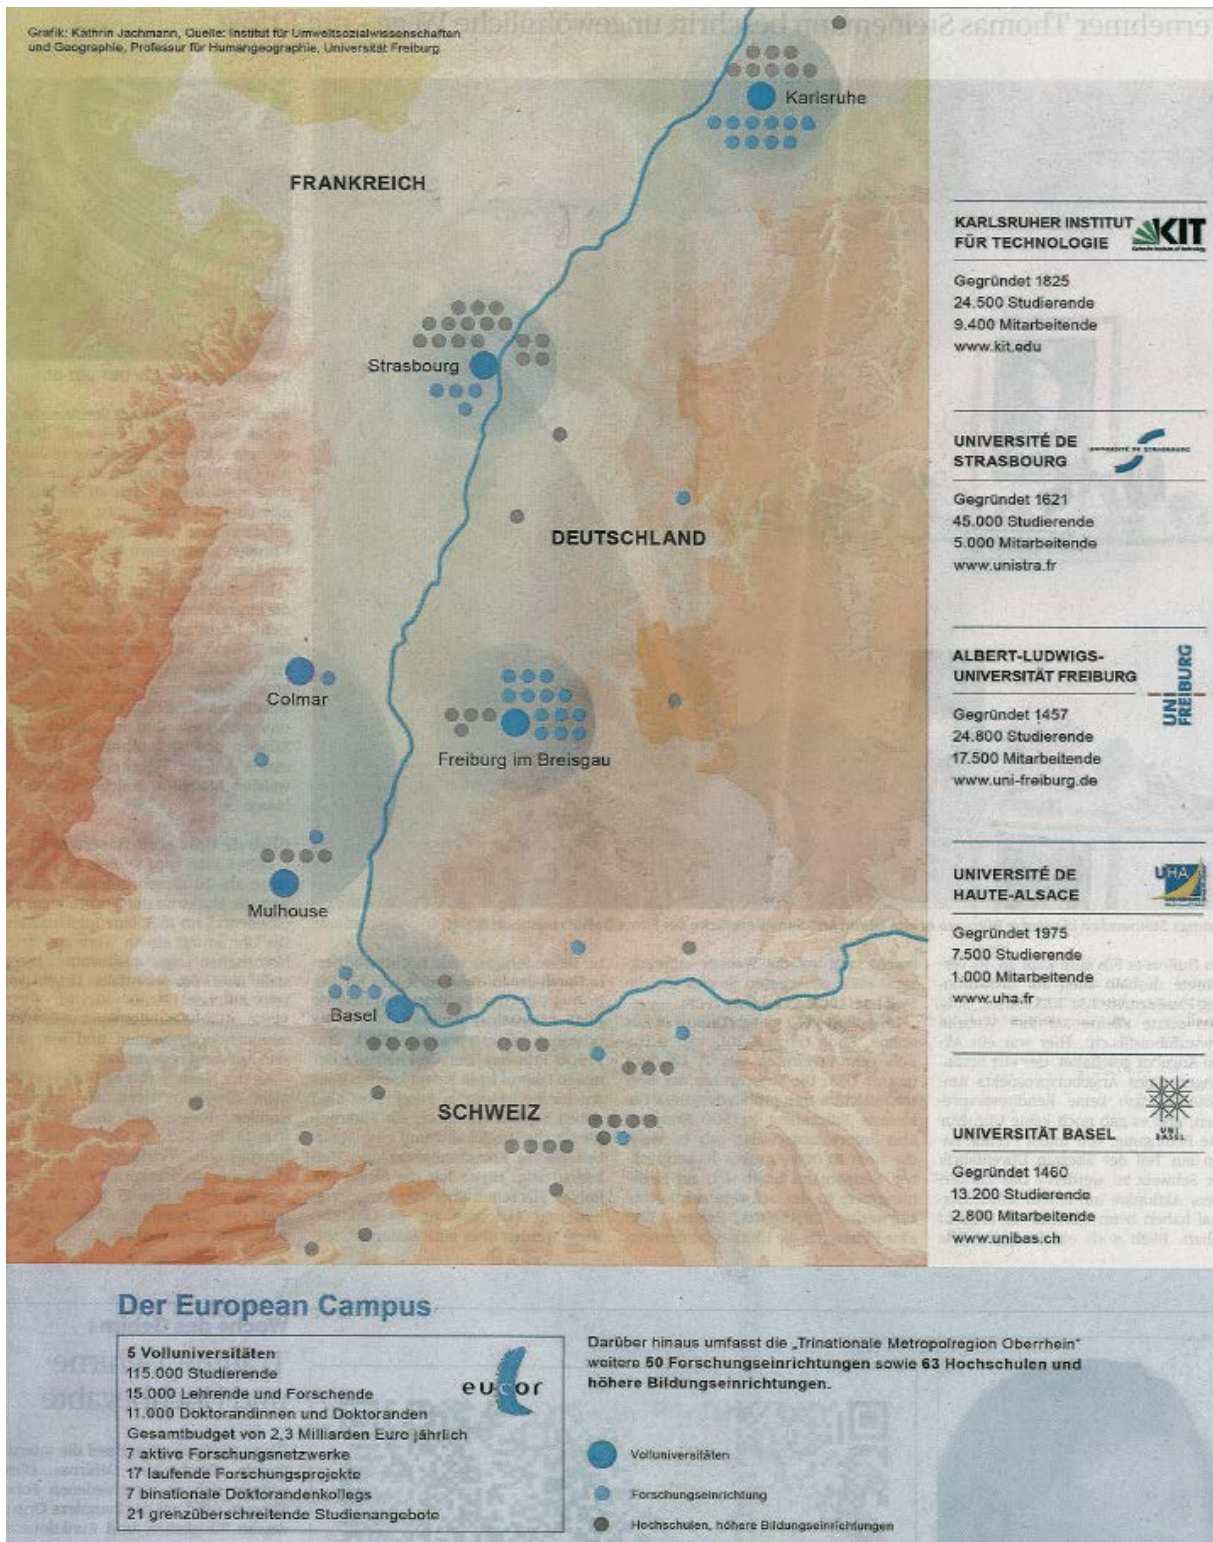 Grafik: Kathrin Jachmann, Quelle: Institut für Umweltsozialwissenschaften
und Geographie, Professur für Humangeographie, Universität Freiburg
Karlsruhe
FRANKREICH
Strasbourg
DEUTSCHLAND
Colmar
Freiburg im Breisgau
Mulhouse
Basel
SCHWEIZ
KARLSRUHER INSTITUT
FÜR TECHNOLOGIE
KIT
Gegründet 1825
24.500 Studierende
9.400 Mitarbeitende
www.kit.edu
UNIVERSITÉ DE
STRASBOURG
UNIVERSITÉ DE STRASBOURG
Gegründet 1621
45.000 Studierende
5.000 Mitarbeitende
www.unistra.fr
ALBERT-LUDWIGS-
UNIVERSITÄT FREIBURG
UNI
FREIBURG
Gegründet 1457
24.800 Studierende
17.500 Mitarbeitende
www.uni-freiburg.de
UNIVERSITÉ DE
HAUTE-ALSACE
UHA
Gegründet 1975
7.500 Studierende
1.000 Mitarbeitende
www.uha.fr
UNIVERSITÄT BASEL
UNI
BASEL
Gegründet 1460
13.200 Studierende
2.800 Mitarbeitende
www.unibas.ch
Der European Campus
5 Volluniversitäten
115.000 Studierende
15.000 Lehrende und Forschende
11.000 Doktorandinnen und Doktoranden
Gesamtbudget von 2,3 Milliarden Euro jährlich
7 aktive Forschungsnetzwerke
17 laufende Forschungsprojekte
7 binationale Doktorandenkollegs
21 grenzüberschreitende Studienangebote
eucor
Darüber hinaus umfasst die „Trinationale Metropolregion Oberrhein"
weitere 50 Forschungseinrichtungen sowie 63 Hochschulen und
höhere Bildungseinrichtungen.
Volluniversitäten
Forschungseinrichtung
Hochschulen, höhere Bildungseinrichtungen